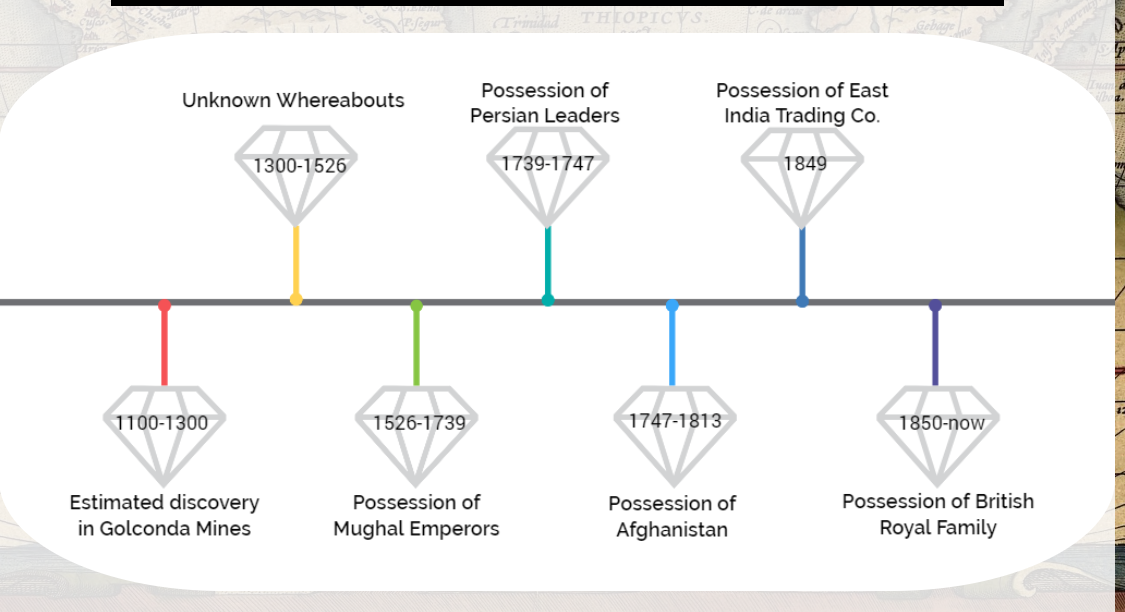 THIOPICVS.
Trinidad
Gebage
Unknown Whereabouts
1300-1526
Possession of
Persian Leaders
1739-1747
Possession of East
India Trading Co.
1849
1100-1300
Estimated discovery
in Golconda Mines
1526-1739
Possession of
Mughal Emperors
1747-1813
Possession of
Afghanistan
1850-now
Possession of British
Royal Family